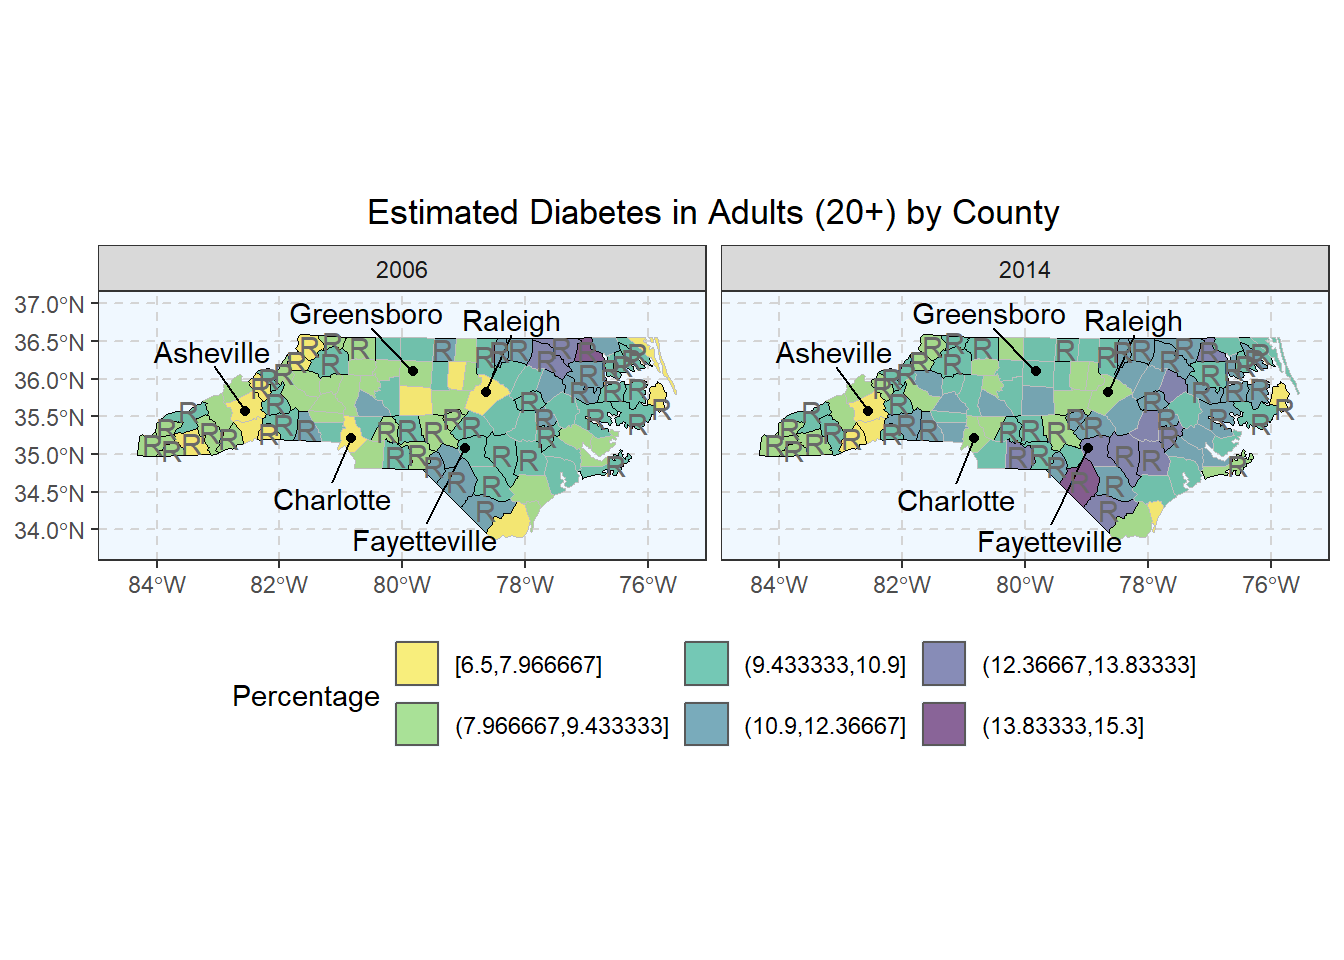 Estimated Diabetes in Adults (20+) by County
2006
2014
37.0°N
36.5°N
36.0°N
35.5°N
35.0°N
34.5°N
34.0°N
Greensboro
Raleigh
Asheville
Charlotte
Fayetteville
Greensboro
Raleigh
Asheville
Charlotte
Fayetteville
84°W 82°W 80°W 78°W 76°W
84°W 82°W 80°W 78°W 76°W
Percentage
[6.5,7.966667]
(7.966667,9.433333]
(9.433333,10.9]
(10.9,12.36667]
(12.36667,13.83333]
(13.83333,15.3]